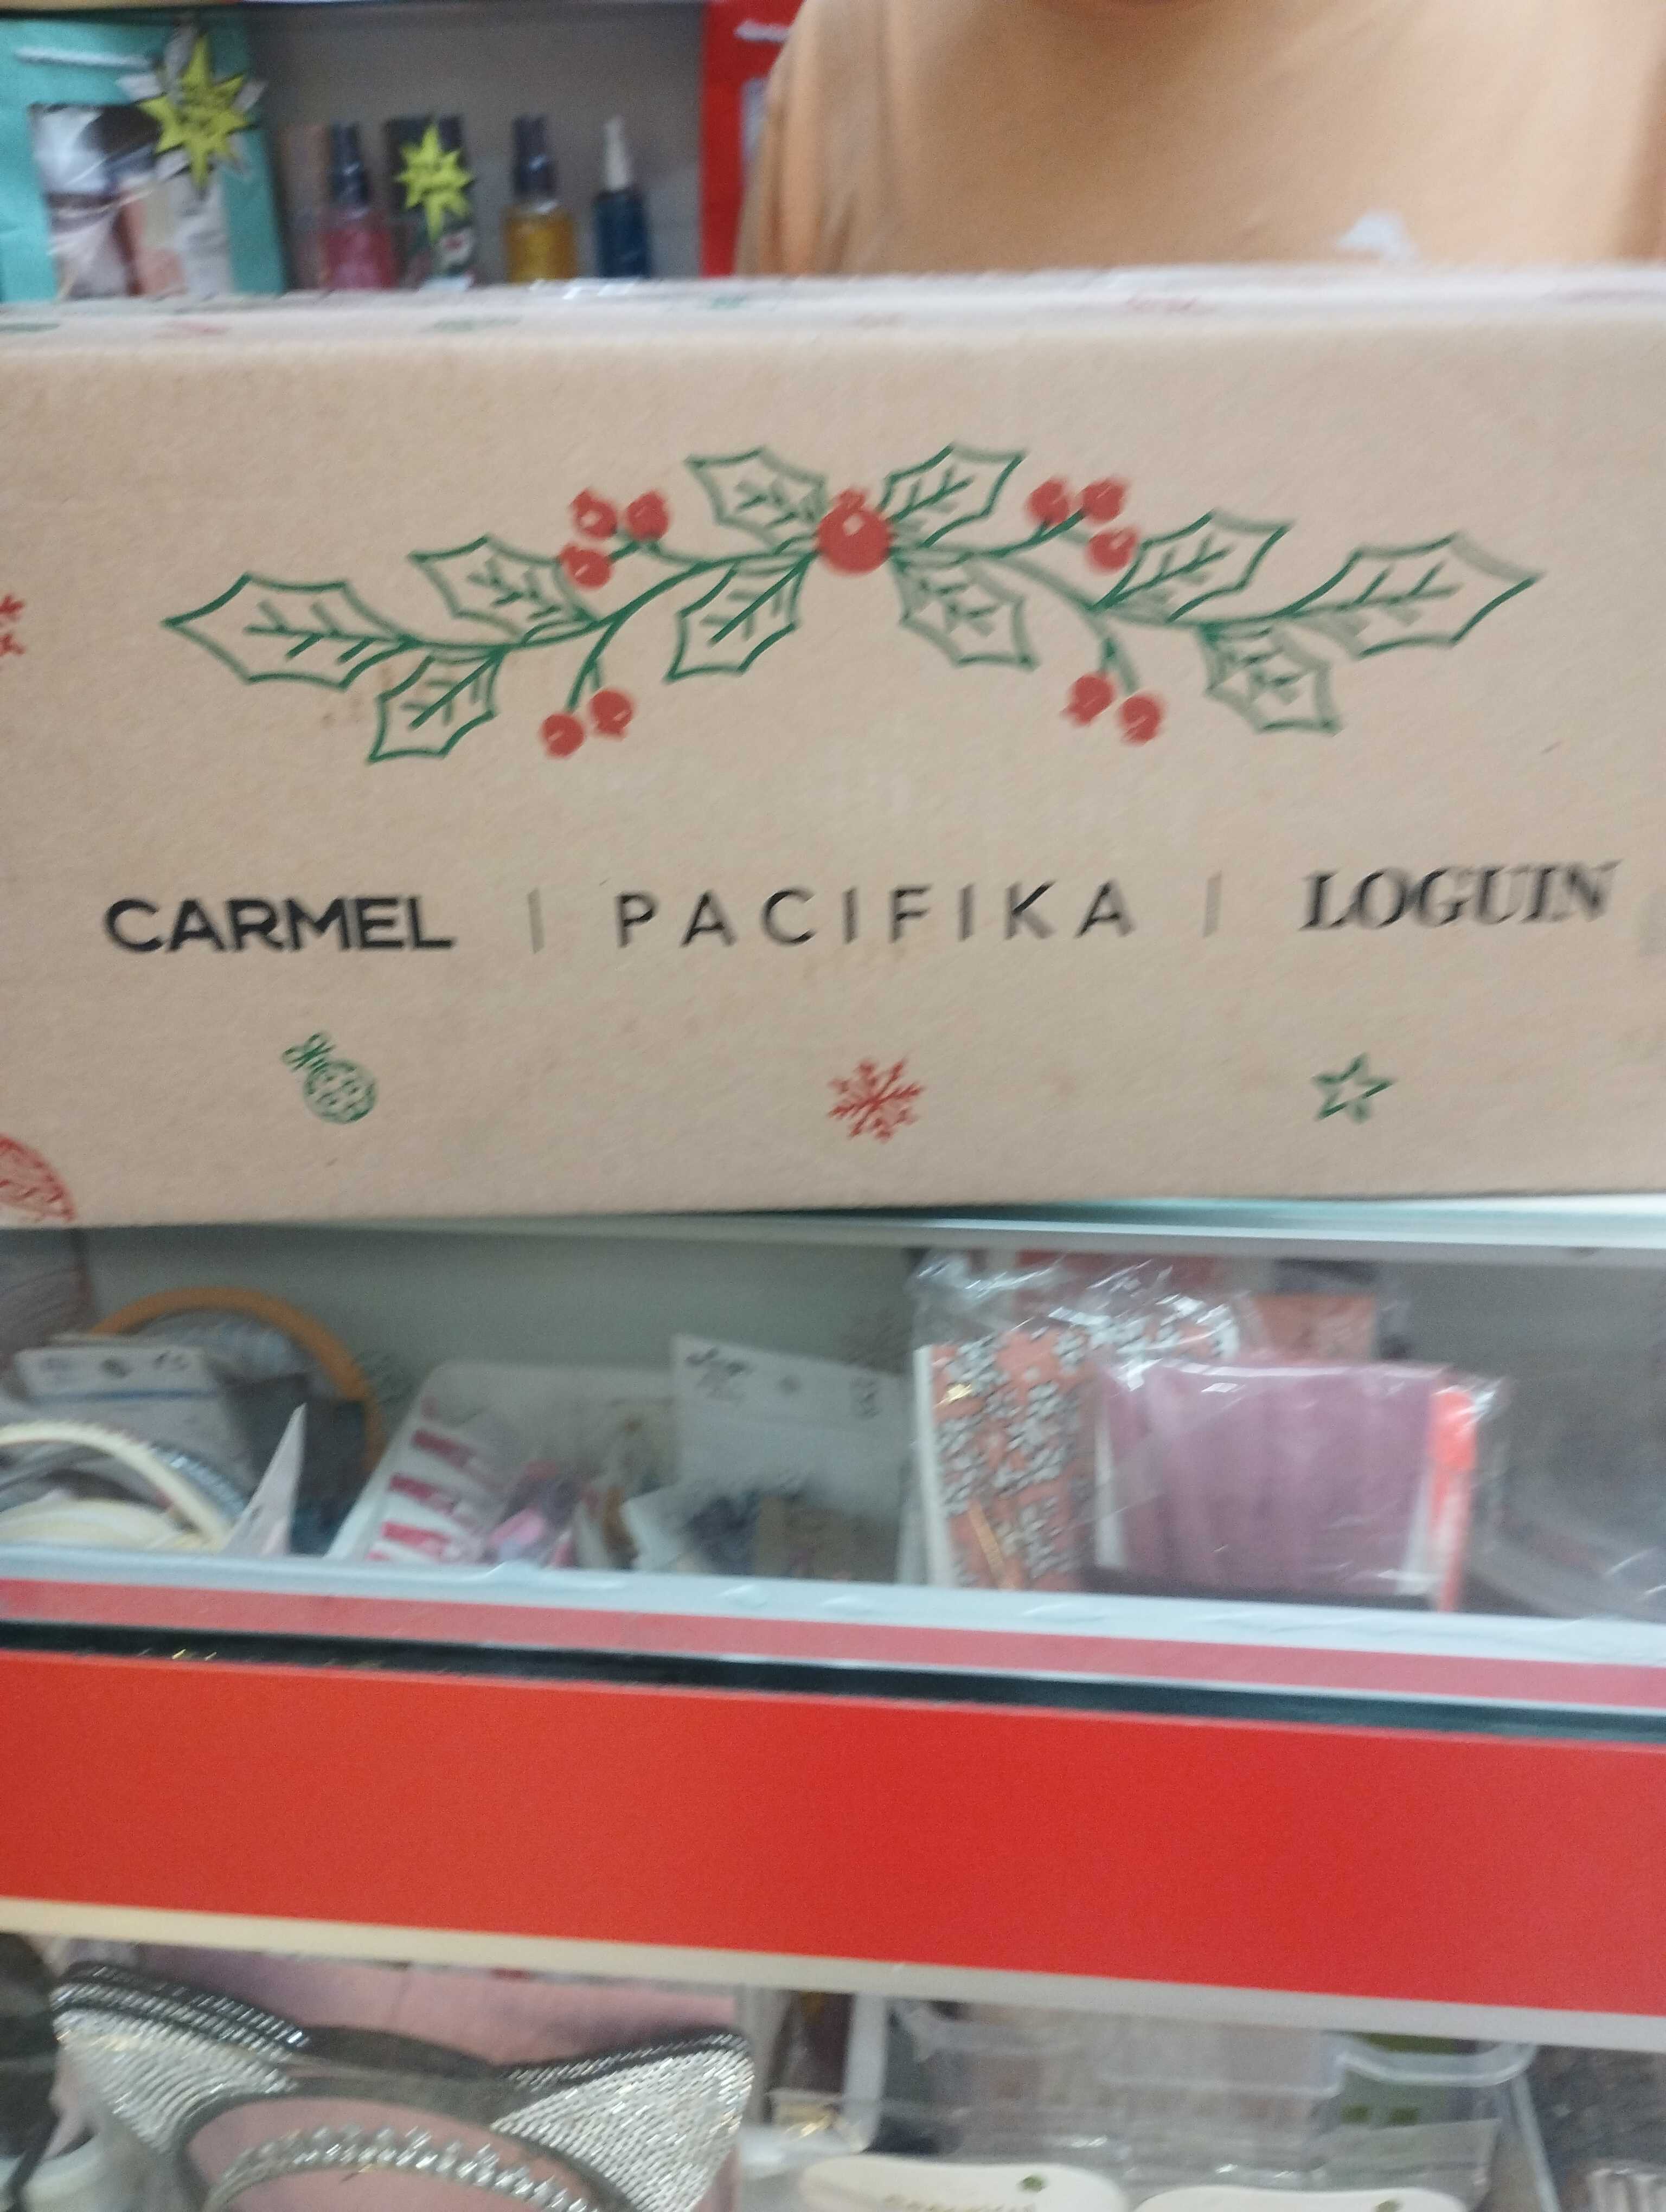 CARMEL | PACIFIKA | LOGUIN